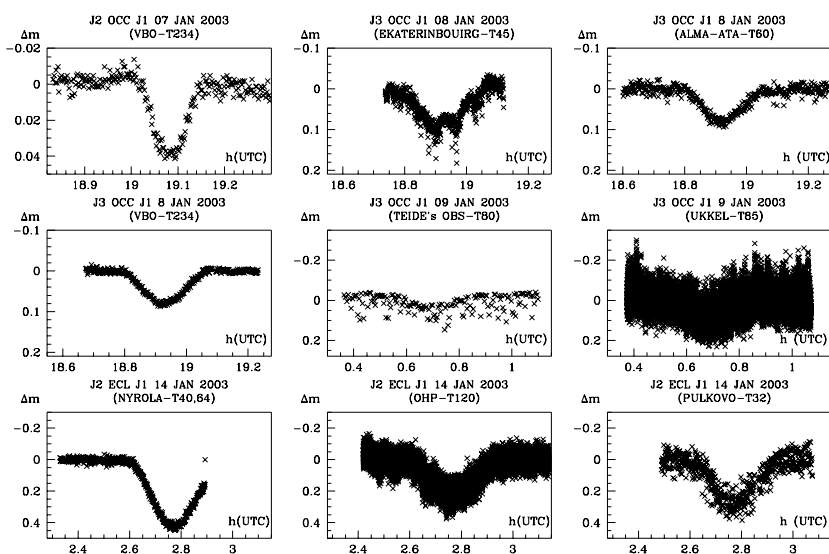 J2 OCC J1 07 JAN 2003
(VBO-T234)
Δm
-0.02
0
0.02
0.04
h(UTC)
18.9 19 19.1 19.2
J3 OCC J1 08 JAN 2003
(EKATERINBOUIRG-T45)
Δm
-0.1
0
0.1
0.2
h(UTC)
18.6 18.8 19 19.2
J3 OCC J1 8 JAN 2003
(ALMA-ATA-T60)
Δm
-0.1
0
0.1
0.2
h (UTC)
18.6 18.8 19 19.2
J3 OCC J1 8 JAN 2003
(VBO-T234)
Δm
-0.1
0
0.1
0.2
h(UTC)
18.6 18.8 19 19.2
J3 OCC J1 09 JAN 2003
(TEIDE's OBS-T80)
Δm
-0.2
0
0.2
h(UTC)
0.4 0.6 0.8 1
J3 OCC J1 9 JAN 2003
(UKKEL-T85)
Δm
-0.2
0
0.2
h (UTC)
0.4 0.6 0.8 1
J2 ECL J1 14 JAN 2003
(NYROLA-T40,64)
Δm
-0.2
0
0.2
0.4
h(UTC)
2.4 2.6 2.8 3
J2 ECL J1 14 JAN 2003
(OHP-T120)
Δm
-0.2
0
0.2
0.4
h(UTC)
2.4 2.6 2.8 3
J2 ECL J1 14 JAN 2003
(PULKOVO-T32)
Δm
-0.2
0
0.2
0.4
h(UTC)
2.4 2.6 2.8 3